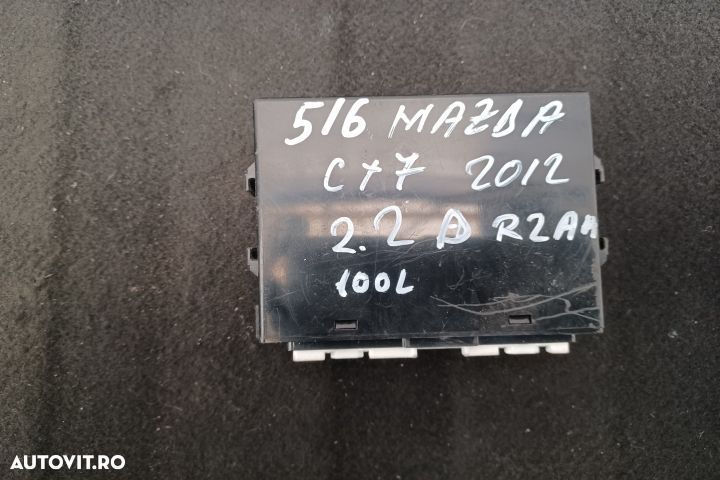 516 MAZDA
CX7 2012
2.2 D R2AA
100L
AUTOVIT.RO